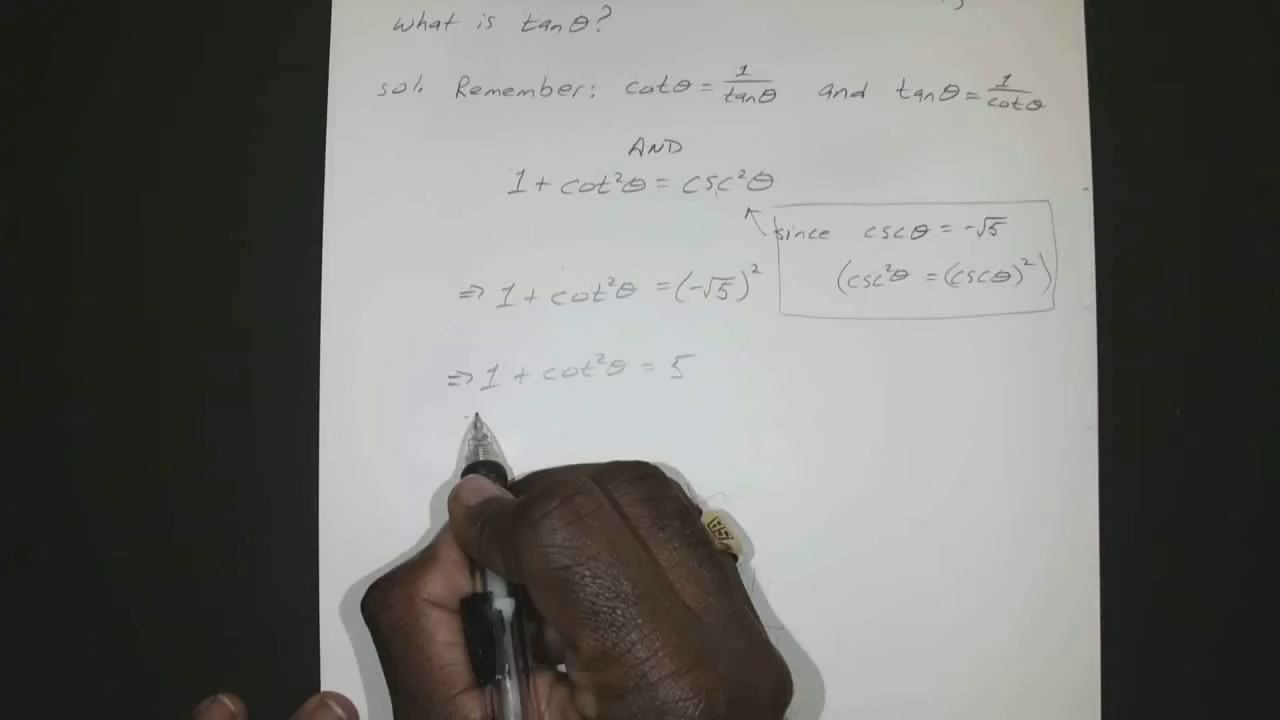 What is tanθ?
Sol. Remember: cotθ = 1/tanθ and tanθ = 1/cotθ
AND
1 + cot²θ = csc²θ
since cscθ = -√5
(csc²θ = (cscθ)²)
⇒ 1 + cot²θ = (-√5)²
⇒ 1 + cot²θ = 5